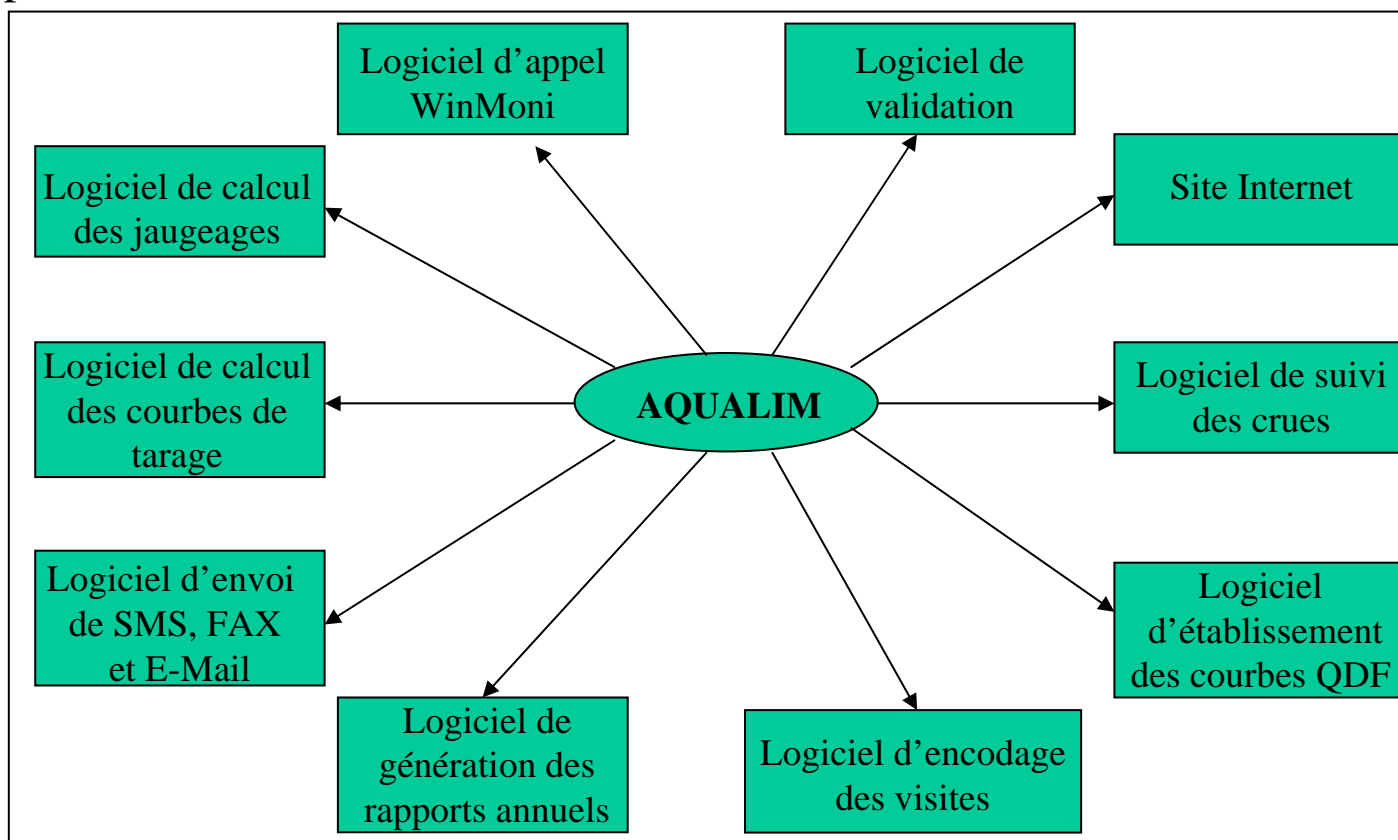 Logiciel d’appel
WinMoni
Logiciel de
validation
Logiciel de calcul
des jaugeages
Site Internet
Logiciel de calcul
des courbes de
tarage
AQUALIM
Logiciel de suivi
des crues
Logiciel d’envoi
de SMS, FAX
et E-Mail
Logiciel
d’établissement
des courbes QDF
Logiciel de
génération des
rapports annuels
Logiciel d’encodage
des visites